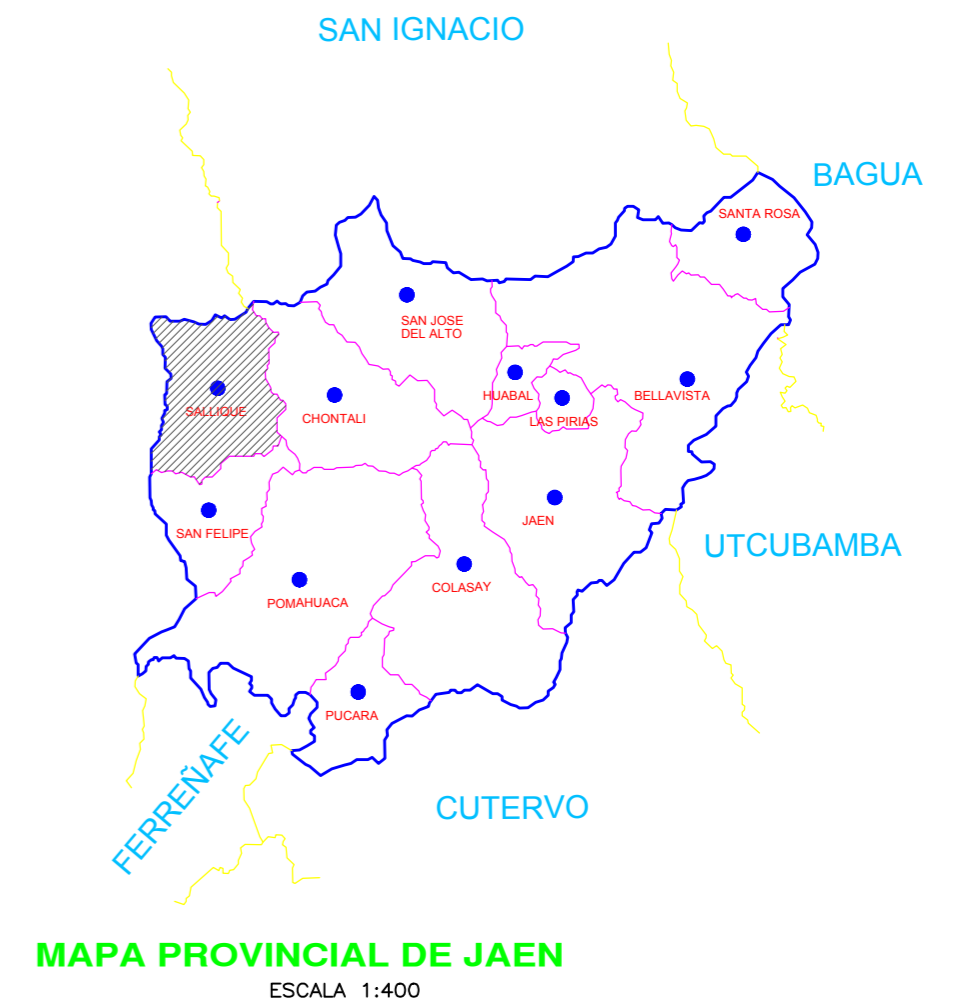 SAN IGNACIO
BAGUA
SANTA ROSA
SAN JOSE
DEL ALTO
HUABAL
BELLAVISTA
SALLIQUE
CHONTALI
LAS PIRIAS
JAEN
SAN FELIPE
UTCUBAMBA
COLASAY
POMAHUACA
PUCARA
FERREÑAFE
CUTERVO
MAPA PROVINCIAL DE JAEN
ESCALA 1:400